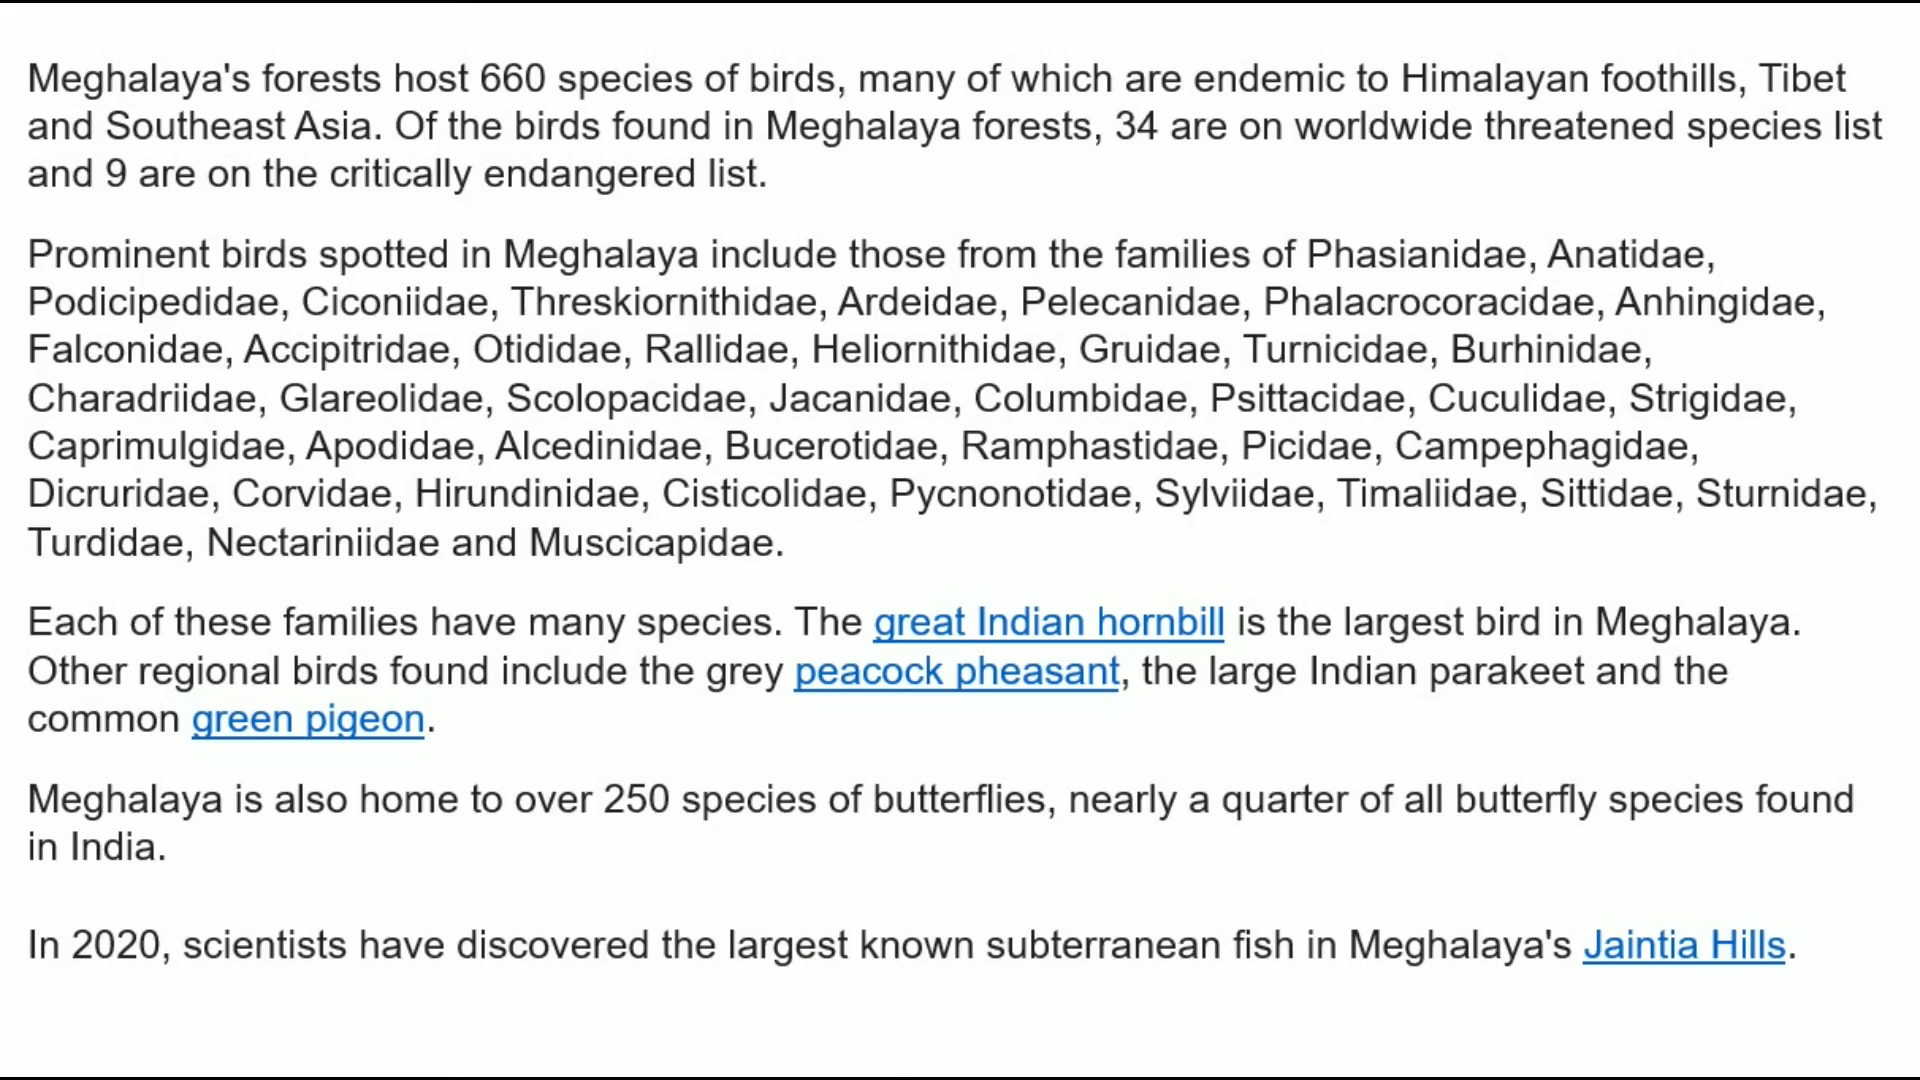 Meghalaya's forests host 660 species of birds, many of which are endemic to Himalayan foothills, Tibet
and Southeast Asia. Of the birds found in Meghalaya forests, 34 are on worldwide threatened species list
and 9 are on the critically endangered list.
Prominent birds spotted in Meghalaya include those from the families of Phasianidae, Anatidae,
Podicipedidae, Ciconiidae, Threskiornithidae, Ardeidae, Pelecanidae, Phalacrocoracidae, Anhingidae,
Falconidae, Accipitridae, Otididae, Rallidae, Heliornithidae, Gruidae, Turnicidae, Burhinidae,
Charadriidae, Glareolidae, Scolopacidae, Jacanidae, Columbidae, Psittacidae, Cuculidae, Strigidae,
Caprimulgidae, Apodidae, Alcedinidae, Bucerotidae, Ramphastidae, Picidae, Campephagidae,
Dicruridae, Corvidae, Hirundinidae, Cisticolidae, Pycnonotidae, Sylviidae, Timaliidae, Sittidae, Sturnidae,
Turdidae, Nectariniidae and Muscicapidae.
Each of these families have many species. The great Indian hornbill is the largest bird in Meghalaya.
Other regional birds found include the grey peacock pheasant, the large Indian parakeet and the
common green pigeon.
Meghalaya is also home to over 250 species of butterflies, nearly a quarter of all butterfly species found
in India.
In 2020, scientists have discovered the largest known subterranean fish in Meghalaya's Jaintia Hills.